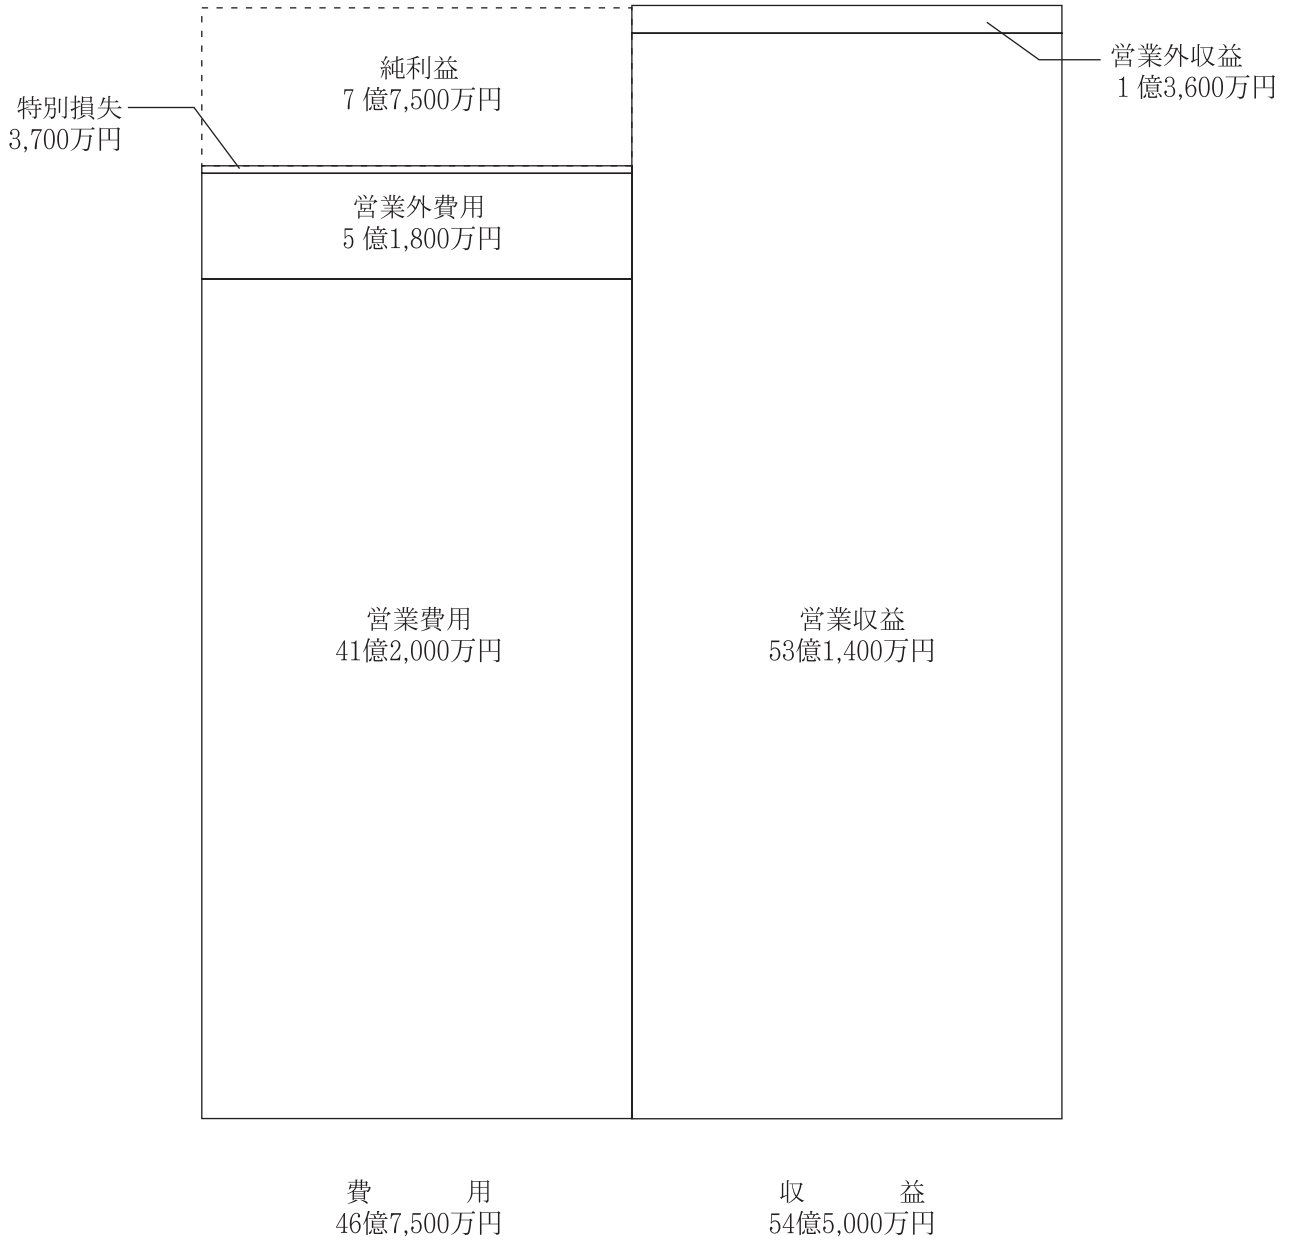 純利益
7億7,500万円
営業外収益
1億3,600万円
特別損失
3,700万円
営業外費用
5億1,800万円
営業費用
41億2,000万円
営業収益
53億1,400万円
費用
46億7,500万円
収益
54億5,000万円